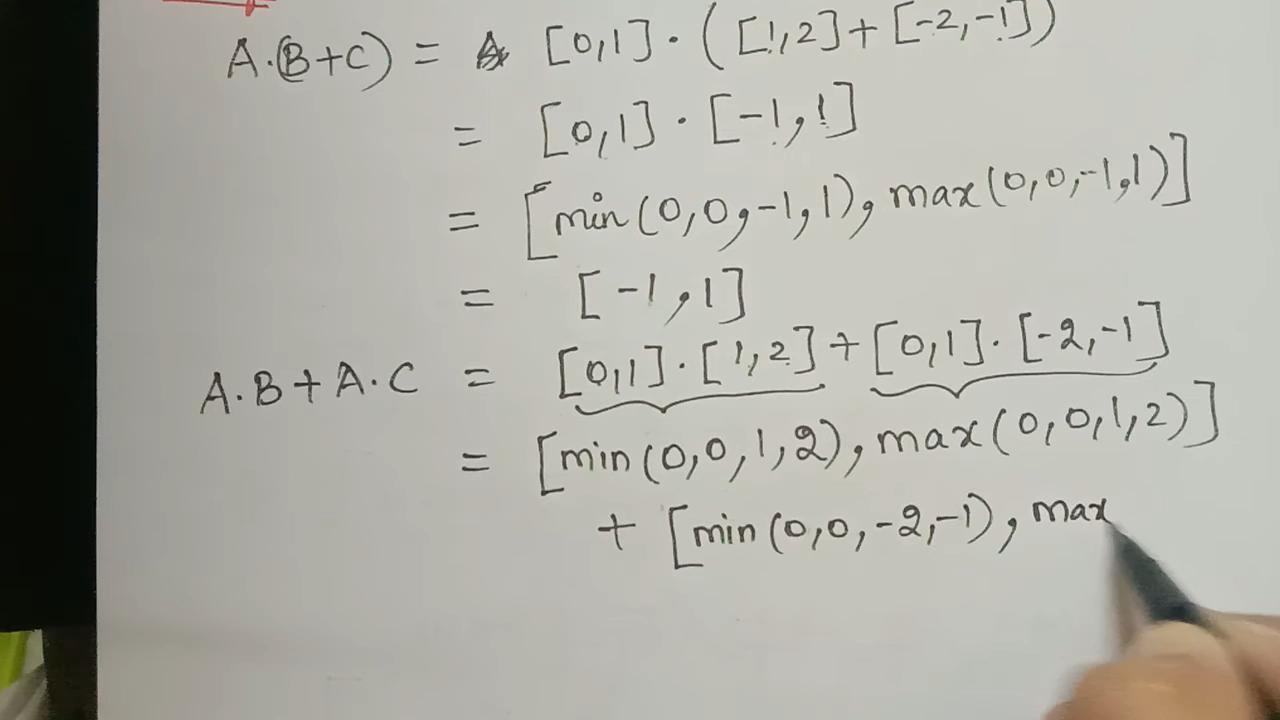 A.(B+C) = [0,1] . ([1,2] + [-2,-1])
= [0,1] . [-1,1]
= [min(0,0,-1,1), max(0,0,-1,1)]
= [-1,1]
A.B+A.C = [0,1].[1,2] + [0,1].[-2,-1]
= [min(0,0,1,2), max(0,0,1,2)]
+ [min(0,0,-2,-1), max